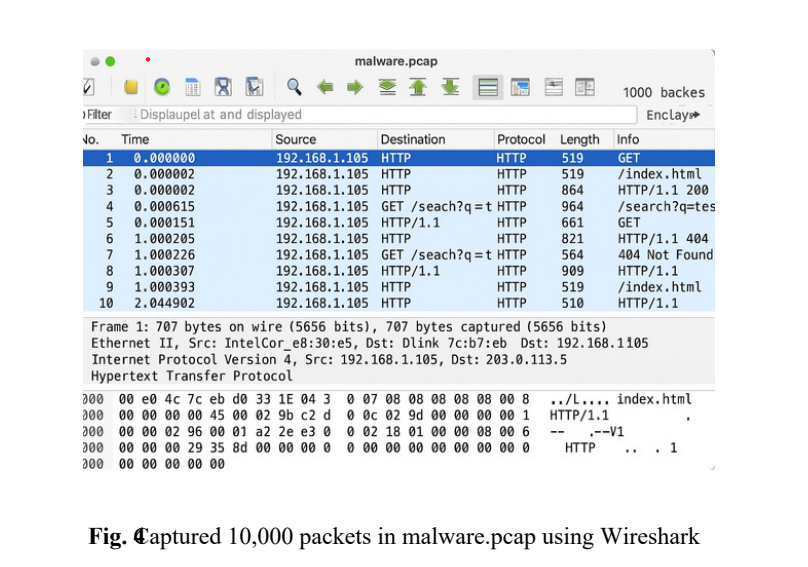 malware.pcap
1000 backes
Filter Displaupel at and displayed Enclay
No. Time Source Destination Protocol Length Info
1 0.000000 192.168.1.105 HTTP HTTP 519 GET
2 0.000002 192.168.1.105 HTTP HTTP 519 /index.html
3 0.000002 192.168.1.105 HTTP HTTP 864 HTTP/1.1 200
4 0.000615 192.168.1.105 GET /seach?q=t HTTP 964 /search?q=tes
5 0.000151 192.168.1.105 HTTP/1.1 HTTP 661 GET
6 1.000205 192.168.1.105 HTTP HTTP 821 HTTP/1.1 404
7 1.000226 192.168.1.105 GET /seach?q=t HTTP 564 404 Not Found
8 1.000307 192.168.1.105 HTTP/1.1 HTTP 909 HTTP/1.1
9 1.000393 192.168.1.105 HTTP HTTP 519 /index.html
10 2.044902 192.168.1.105 HTTP HTTP 510 HTTP/1.1
Frame 1: 707 bytes on wire (5656 bits), 707 bytes captured (5656 bits)
Ethernet II, Src: IntelCor_e8:30:e5, Dst: Dlink 7c:b7:eb Dst: 192.168.1105
Internet Protocol Version 4, Src: 192.168.1.105, Dst: 203.0.113.5
Hypertext Transfer Protocol
000 00 e0 4c 7c eb d0 33 1E 04 3 0 07 08 08 08 08 08 00 8 ../L,... index.html
000 00 00 00 00 45 00 02 9b c2 d 0 0c 02 9d 00 00 00 00 1 HTTP/1.1 .
000 00 00 02 96 00 01 a2 2e e3 0 0 02 18 01 00 00 08 00 6 -- .--V1
000 00 00 00 29 35 8d 00 00 00 0 0 00 00 00 00 00 00 00 0 HTTP .. . 1
000 00 00 00 00 00
Fig. 4 Captured 10,000 packets in malware.pcap using Wireshark